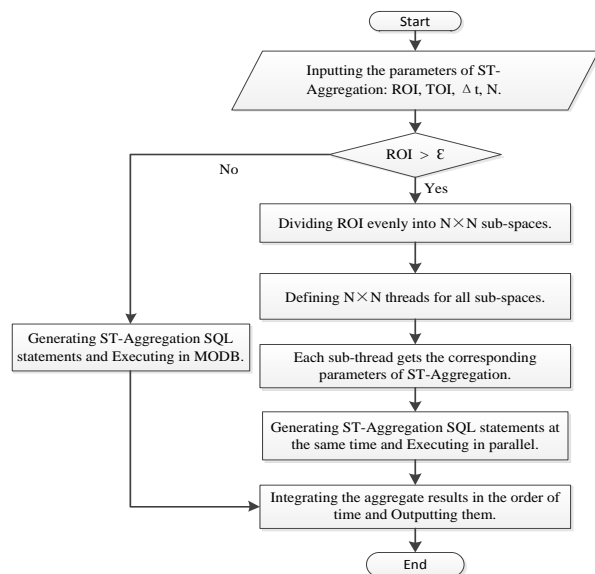 Start
Inputting the parameters of ST-
Aggregation: ROI, TOI, Δt, N.
ROI > Ɛ
No
Yes
Dividing ROI evenly into N×N sub-spaces.
Defining N×N threads for all sub-spaces.
Generating ST-Aggregation SQL
statements and Executing in MODB.
Each sub-thread gets the corresponding
parameters of ST-Aggregation.
Generating ST-Aggregation SQL statements at
the same time and Executing in parallel.
Integrating the aggregate results in the order of
time and Outputting them.
End